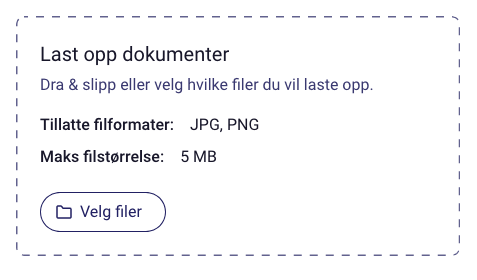 Last opp dokumenter
Dra & slipp eller velg hvilke filer du vil laste opp.
Tillatte filformater: JPG, PNG
Maks filstørrelse: 5 MB
Velg filer